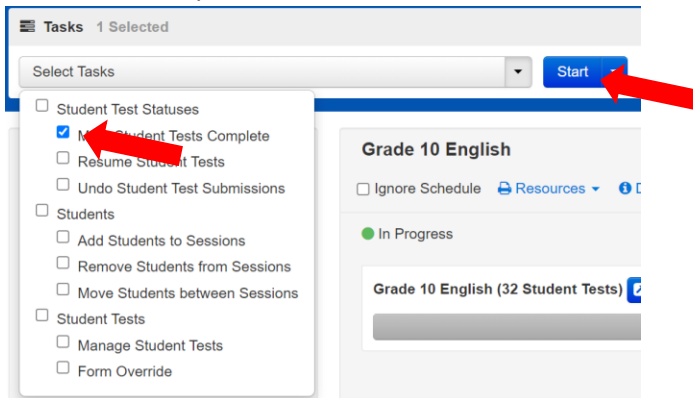 Tasks 1 Selected
Select Tasks
Start
Student Test Statuses
Student Tests Complete
Resume Student Tests
Undo Student Test Submissions
Students
Add Students to Sessions
Remove Students from Sessions
Move Students between Sessions
Student Tests
Manage Student Tests
Form Override
Grade 10 English
Ignore Schedule Resources
In Progress
Grade 10 English (32 Student Tests)